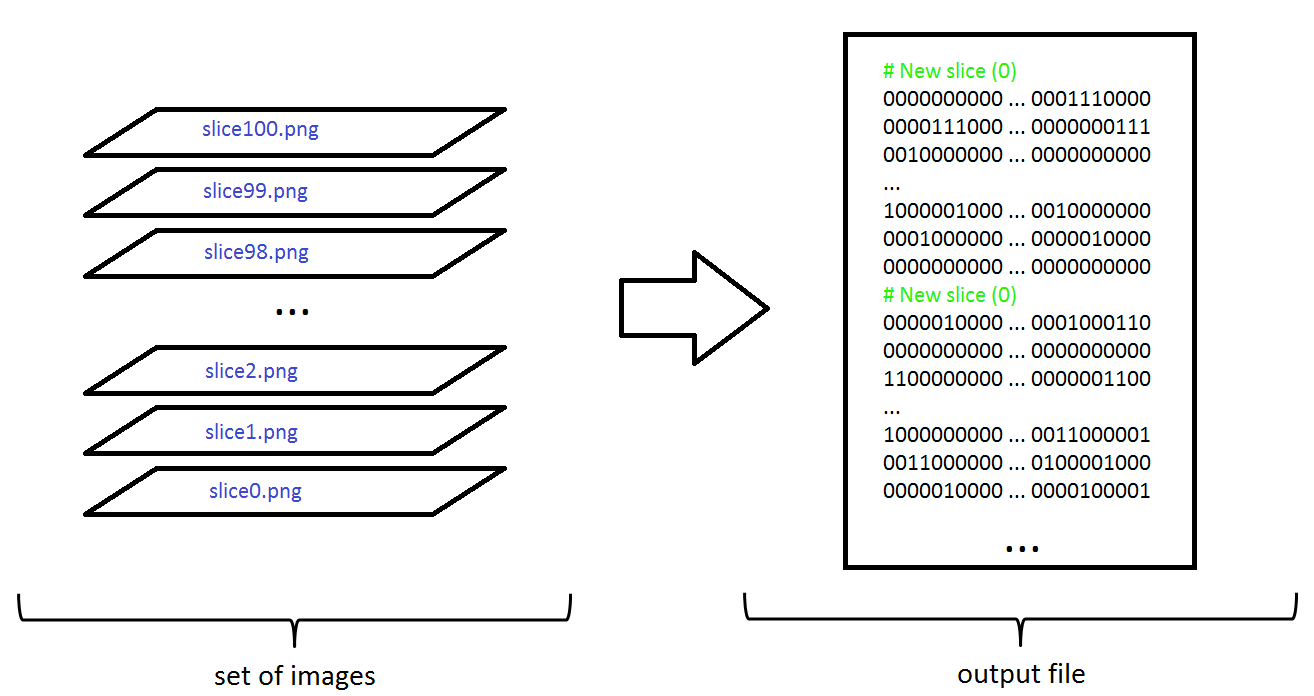 slice100.png
slice99.png
slice98.png
...
slice2.png
slice1.png
slice0.png
set of images
# New slice (0)
0000000000 ... 0001110000
0000111000 ... 0000000111
0010000000 ... 0000000000
...
1000001000 ... 0010000000
0001000000 ... 0000010000
0000000000 ... 0000000000
# New slice (0)
0000010000 ... 0001000110
0000000000 ... 0000000000
1100000000 ... 0000001100
...
1000000000 ... 0011000001
0011000000 ... 0100001000
0000010000 ... 0000100001
...
output file